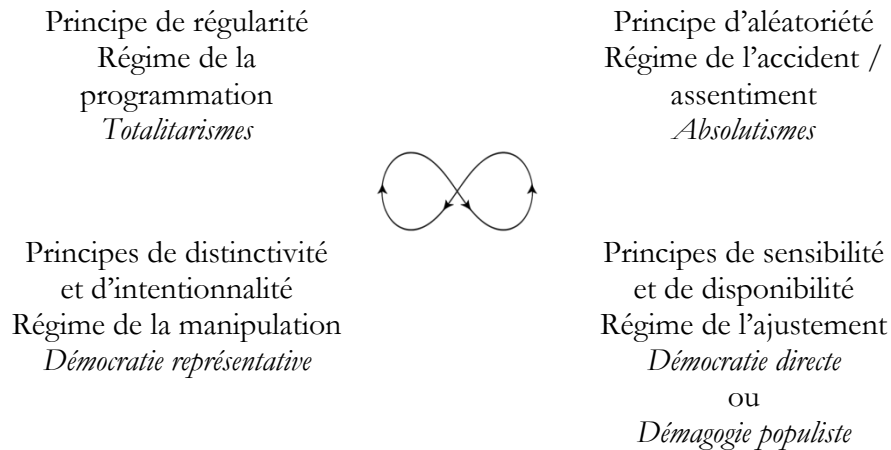 Principe de régularité
Régime de la
programmation
Totalitarismes
Principe d'aléatoriété
Régime de l'accident /
assentiment
Absolutismes
Principes de distinctivité
et d'intentionnalité
Régime de la manipulation
Démocratie représentative
Principes de sensibilité
et de disponibilité
Régime de l'ajustement
Démocratie directe
ou
Démagogie populiste